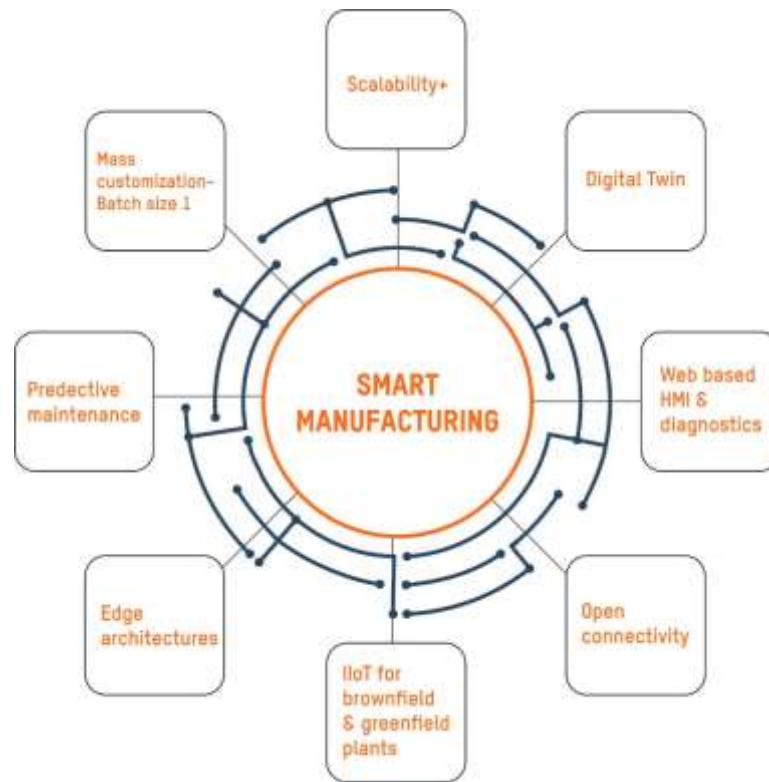 Scalability+
Mass
customization-
Batch size 1
Digital Twin
Predective
maintenance
SMART
MANUFACTURING
Web based
HMI &
diagnostics
Edge
architectures
IIoT for
brownfield
& greenfield
plants
Open
connectivity